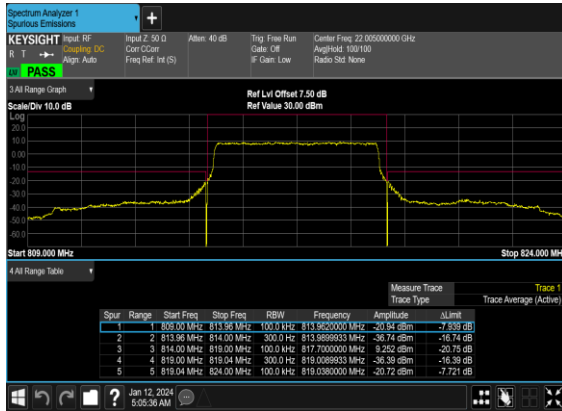 Spectrum Analyzer 1
Spurious Emissions
+
KEYSIGHT Input: RF Input Z: 50 Ω Atten: 40 dB Trig: Free Run Center Freq: 22.005000000 GHz
R T Coupling: DC Corr CCorr Gate: Off Avg|Hold: 100/100
Align: Auto Freq Ref: Int (S) IF Gain: Low Radio Std: None
PASS
3 All Range Graph
Ref Lvl Offset 7.50 dB
Scale/Div 10.0 dB Ref Value 30.00 dBm
Log
20.0
10.0
0.00
-10.0
-20.0
-30.0
-40.0
-50.0
-60.0
Start 809.000 MHz Stop 824.000 MH
4 All Range Table
Measure Trace Trace 1
Trace Type Trace Average (Active)
Spur Range Start Freq Stop Freq RBW Frequency Amplitude ΔLimit
1 1 809.00 MHz 813.96 MHz 100.0 kHz 813.9620000 MHz -20.94 dBm -7.939 dB
2 2 813.96 MHz 814.00 MHz 300.0 Hz 813.9899933 MHz -36.74 dBm -16.74 dB
3 3 814.00 MHz 819.00 MHz 100.0 kHz 817.7000000 MHz 9.252 dBm -20.75 dB
4 4 819.00 MHz 819.04 MHz 300.0 Hz 819.0089933 MHz -36.39 dBm -16.39 dB
5 5 819.04 MHz 824.00 MHz 100.0 kHz 819.0380000 MHz -20.72 dBm -7.721 dB
?
Jan 12, 2024
5:05:36 AM